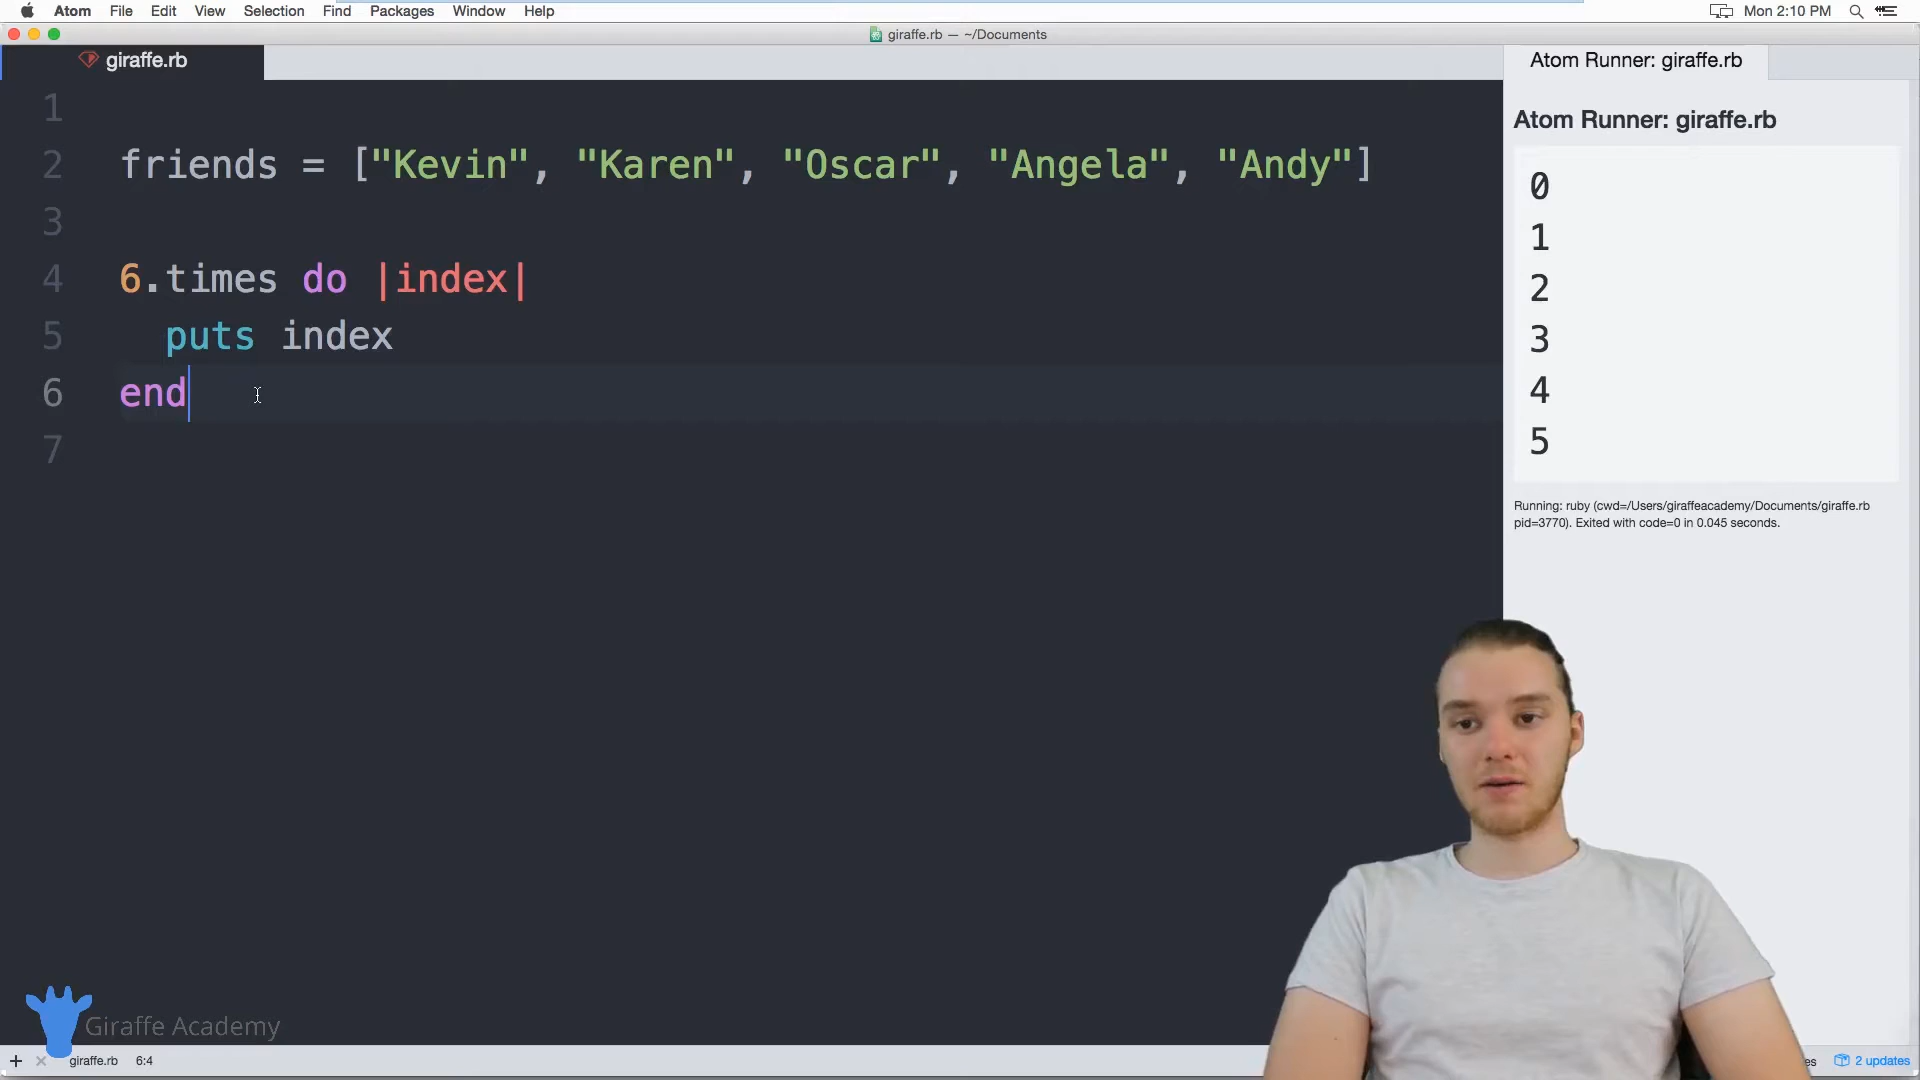 Atom File Edit View Selection Find Packages Window Help Mon 2:10 PM
giraffe.rb — ~/Documents
giraffe.rb
Atom Runner: giraffe.rb
Atom Runner: giraffe.rb
1
2 friends = ["Kevin", "Karen", "Oscar", "Angela", "Andy"]
3
4 6.times do |index|
5 puts index
6 end
7
0
1
2
3
4
5
Running: ruby (cwd=/Users/giraffeacademy/Documents/giraffe.rb
pid=3770). Exited with code=0 in 0.045 seconds.
Giraffe Academy
giraffe.rb 6:4
2 updates